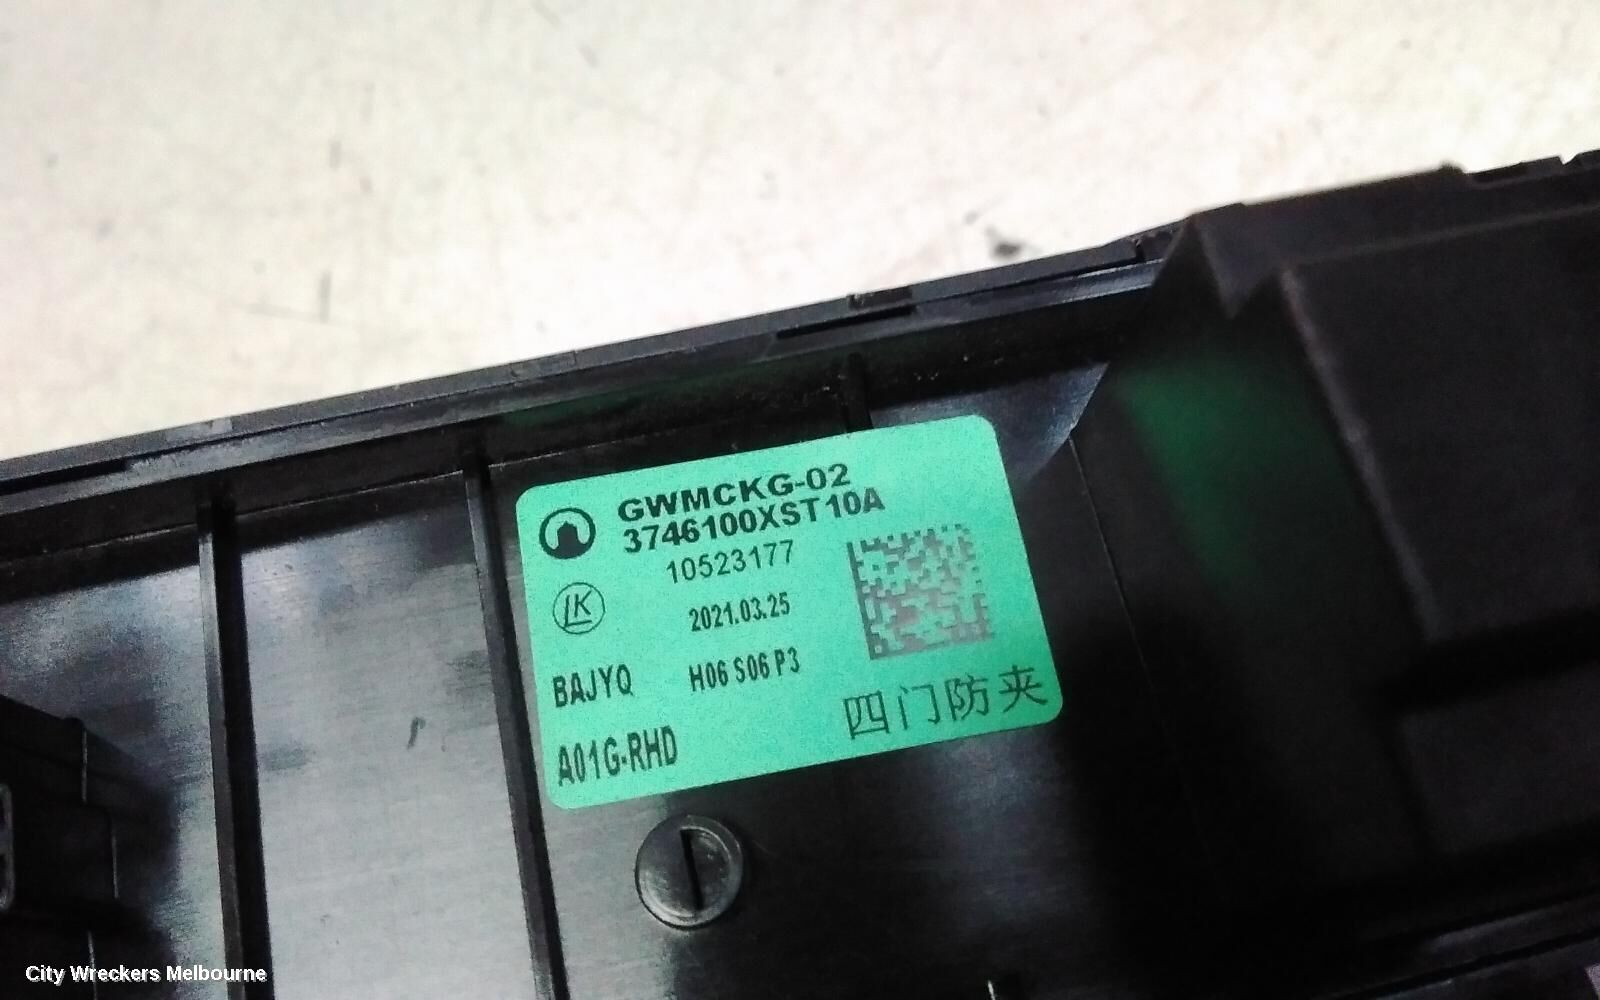 GWMCKG-02
3746100XST10A
10523177
LK
2021.03.25
BAJYQ
H06 S06 P3
四门防夹
A01G-RHD
City Wreckers Melbourne